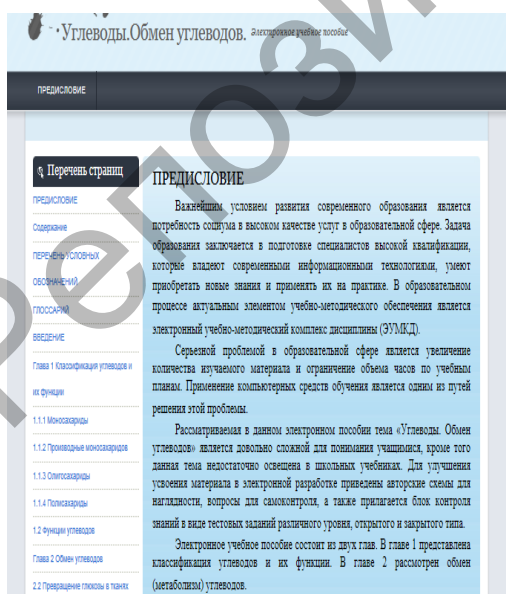 Углеводы.Обмен углеводов. Электронное учебное пособие
ПРЕДИСЛОВИЕ
Перечень страниц
ПРЕДИСЛОВИЕ
Содержание
ПЕРЕЧЕНЬ УСЛОВНЫХ
ОБОЗНАЧЕНИЙ
ГЛОССАРИЙ
ВВЕДЕНИЕ
Глава 1 Классификация углеводов и
их функции
1.1.1 Моносахариды
1.1.2 Производные моносахаридов
1.1.3 Олигосахариды
1.1.4 Полисахариды
1.2 Функции углеводов
Глава 2 Обмен углеводов
2.2 Превращение глюкозы в тканях
ПРЕДИСЛОВИЕ
Важнейшим условием развития современного образования является
потребность социума в высоком качестве услуг в образовательной сфере. Задача
образования заключается в подготовке специалистов высокой квалификации,
которые владеют современными информационными технологиями, умеют
приобретать новые знания и применять их на практике. В образовательном
процессе актуальным элементом учебно-методического обеспечения является
электронный учебно-методический комплекс дисциплины (ЭУМКД).
Серьезной проблемой в образовательной сфере является увеличение
количества изучаемого материала и ограничение объема часов по учебным
планам. Применение компьютерных средств обучения является одним из путей
решения этой проблемы.
Рассматриваемая в данном электронном пособии тема «Углеводы. Обмен
углеводов» является довольно сложной для понимания учащимися, кроме того
данная тема недостаточно освещена в школьных учебниках. Для улучшения
усвоения материала в электронной разработке приведены авторские схемы для
наглядности, вопросы для самоконтроля, а также прилагается блок контроля
знаний в виде тестовых заданий различного уровня, открытого и закрытого типа.
Электронное учебное пособие состоит из двух глав. В главе 1 представлена
классификация углеводов и их функции. В главе 2 рассмотрен обмен
(метаболизм) углеводов.